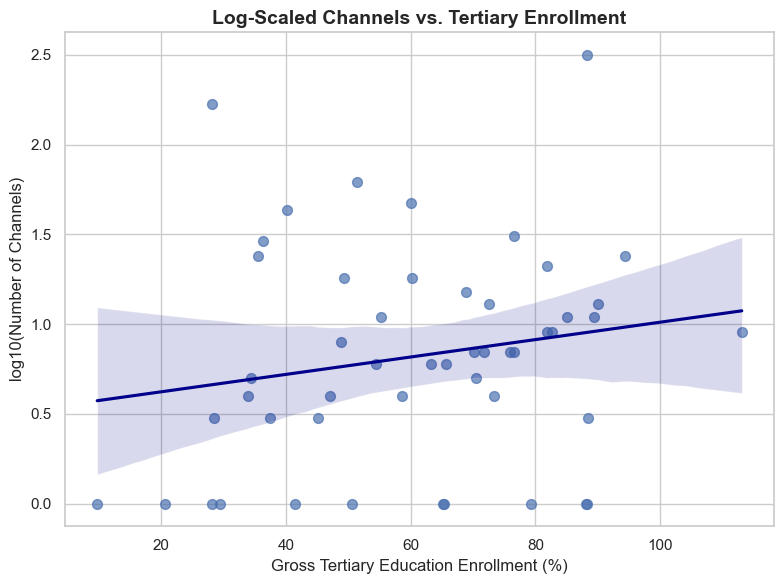 Log-Scaled Channels vs. Tertiary Enrollment
log10(Number of Channels)
2.5
2.0
1.5
1.0
0.5
0.0
20 40 60 80 100
Gross Tertiary Education Enrollment (%)